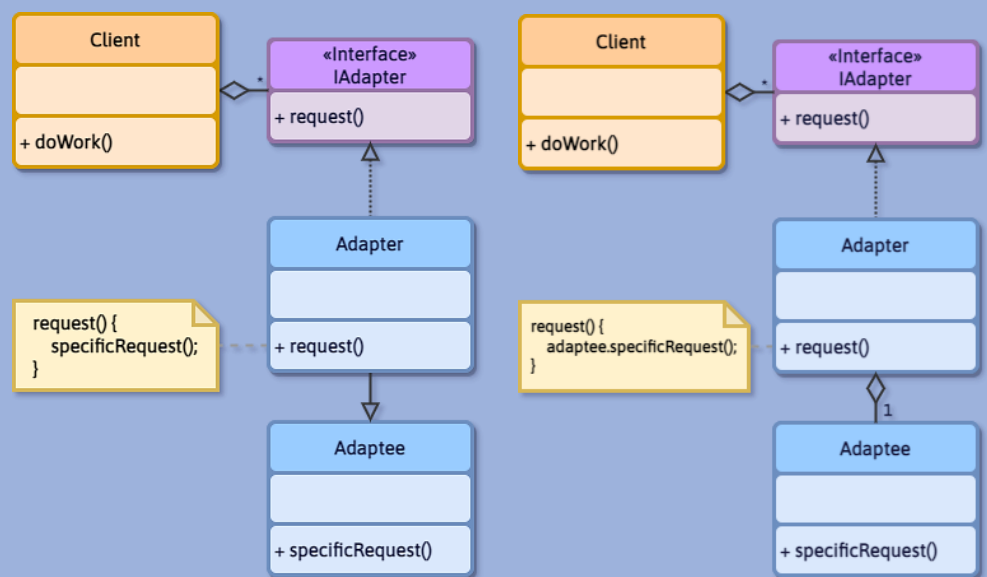 Client
+ doWork()
*
«Interface»
IAdapter
+ request()
Adapter
+ request()
request() {
specificRequest();
}
Adaptee
+ specificRequest()
Client
+ doWork()
*
«Interface»
IAdapter
+ request()
Adapter
+ request()
request() {
adaptee.specificRequest();
}
1
Adaptee
+ specificRequest()